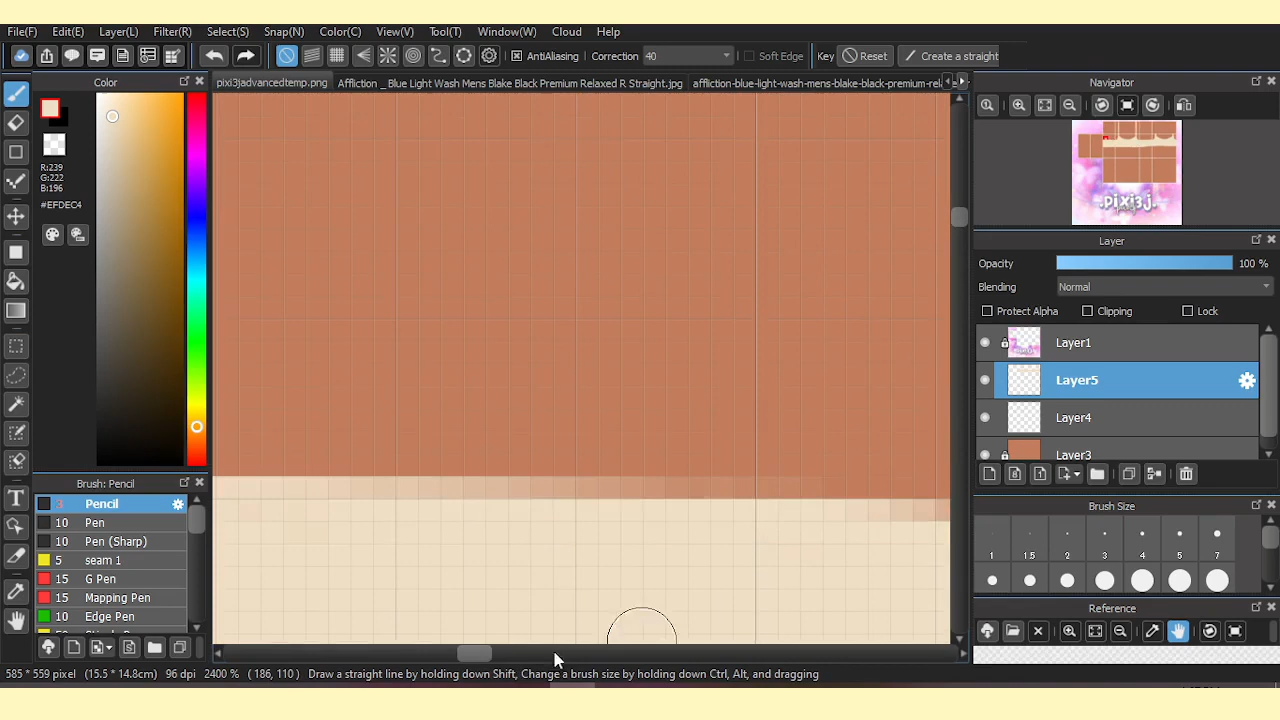 File(F) Edit(E) Layer(L) Filter(R) Select(S) Snap(N) Color(C) View(V) Tool(T) Window(W) Cloud Help
AntiAliasing Correction 40 Soft Edge Key Reset Create a straight
Color
pixi3jadvancedtemp.png Affliction _ Blue Light Wash Mens Blake Black Premium Relaxed R Straight.jpg affliction-blue-light-wash-mens-blake-black-premium-rel
Navigator
R:239
G:222
B:196
#EFDEC4
.pixi3j.
Layer
Opacity 100 %
Blending Normal
Protect Alpha Clipping Lock
Layer1
Layer5
Layer4
Layer3
Brush: Pencil
3 Pencil
10 Pen
10 Pen (Sharp)
5 seam 1
15 G Pen
15 Mapping Pen
10 Edge Pen
Brush Size
1 1.5 2 3 4 5 7
Reference
585 * 559 pixel (15.5 * 14.8cm) 96 dpi 2400 % ( 186, 110 ) Draw a straight line by holding down Shift, Change a brush size by holding down Ctrl, Alt, and dragging